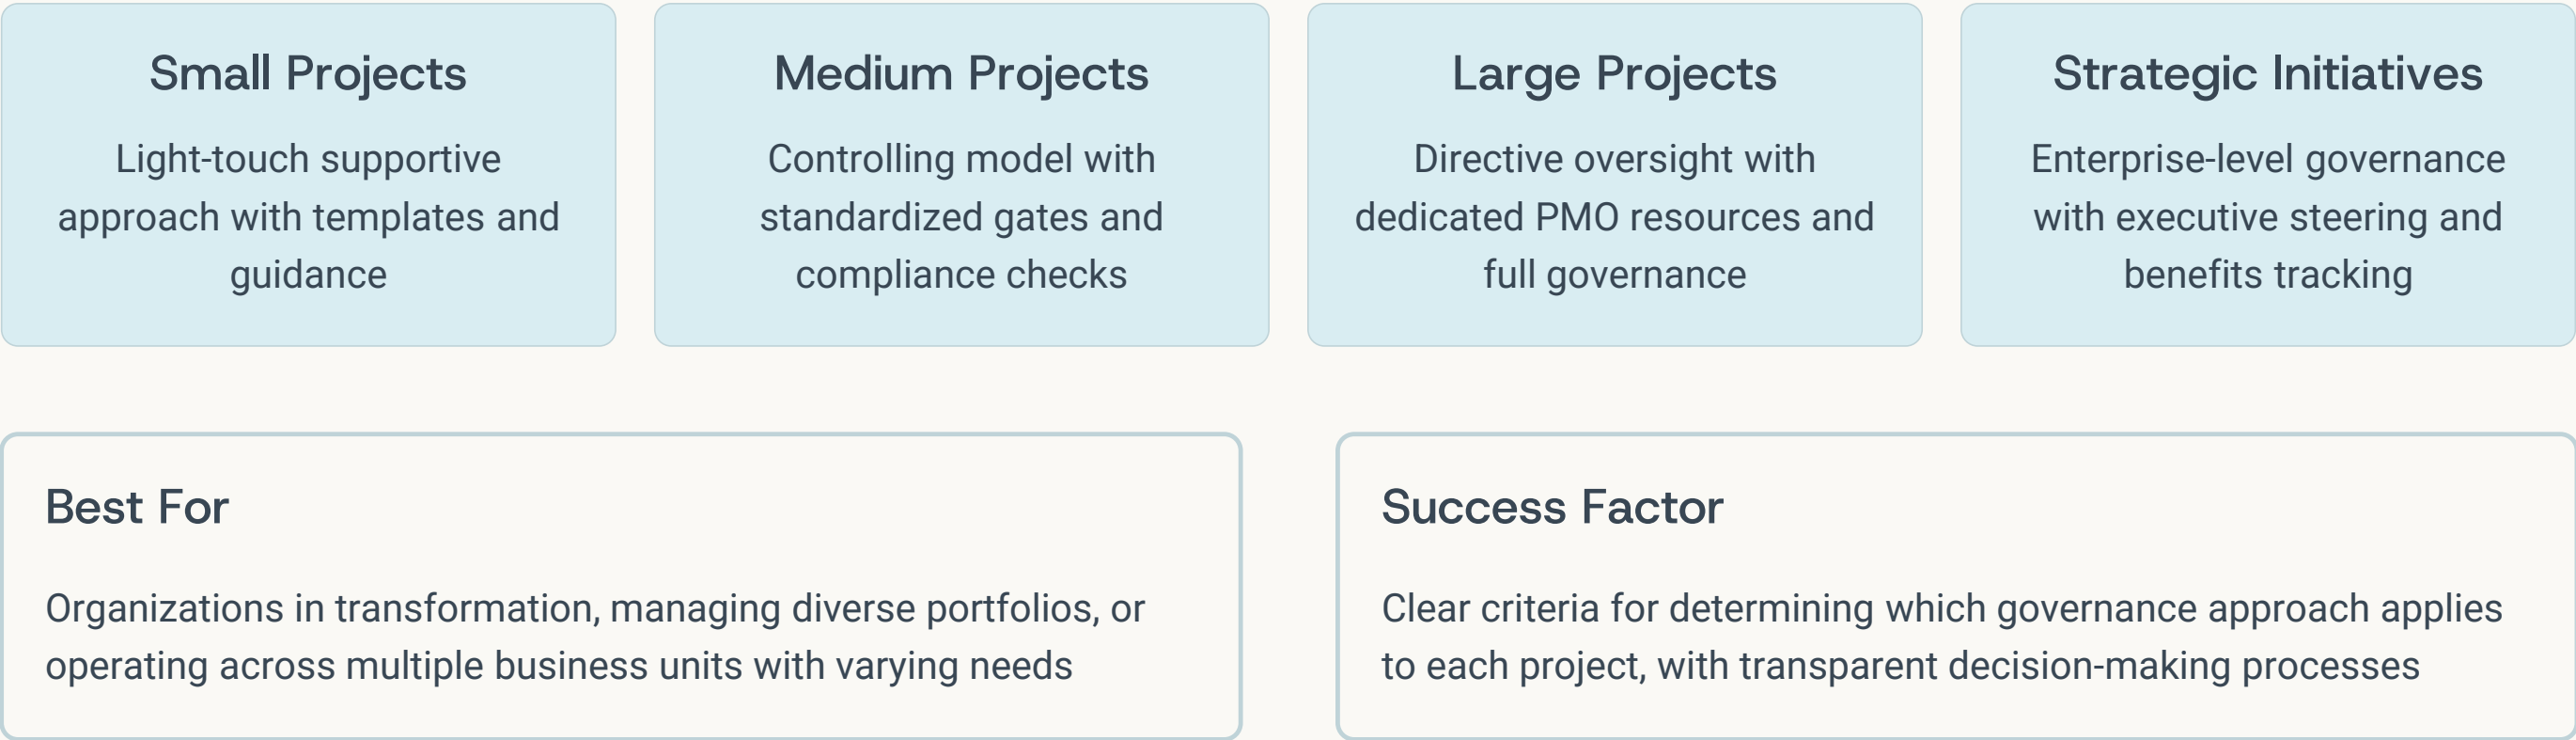 Small Projects
Light-touch supportive
approach with templates and
guidance
Medium Projects
Controlling model with
standardized gates and
compliance checks
Large Projects
Directive oversight with
dedicated PMO resources and
full governance
Strategic Initiatives
Enterprise-level governance
with executive steering and
benefits tracking
Best For
Organizations in transformation, managing diverse portfolios, or
operating across multiple business units with varying needs
Success Factor
Clear criteria for determining which governance approach applies
to each project, with transparent decision-making processes